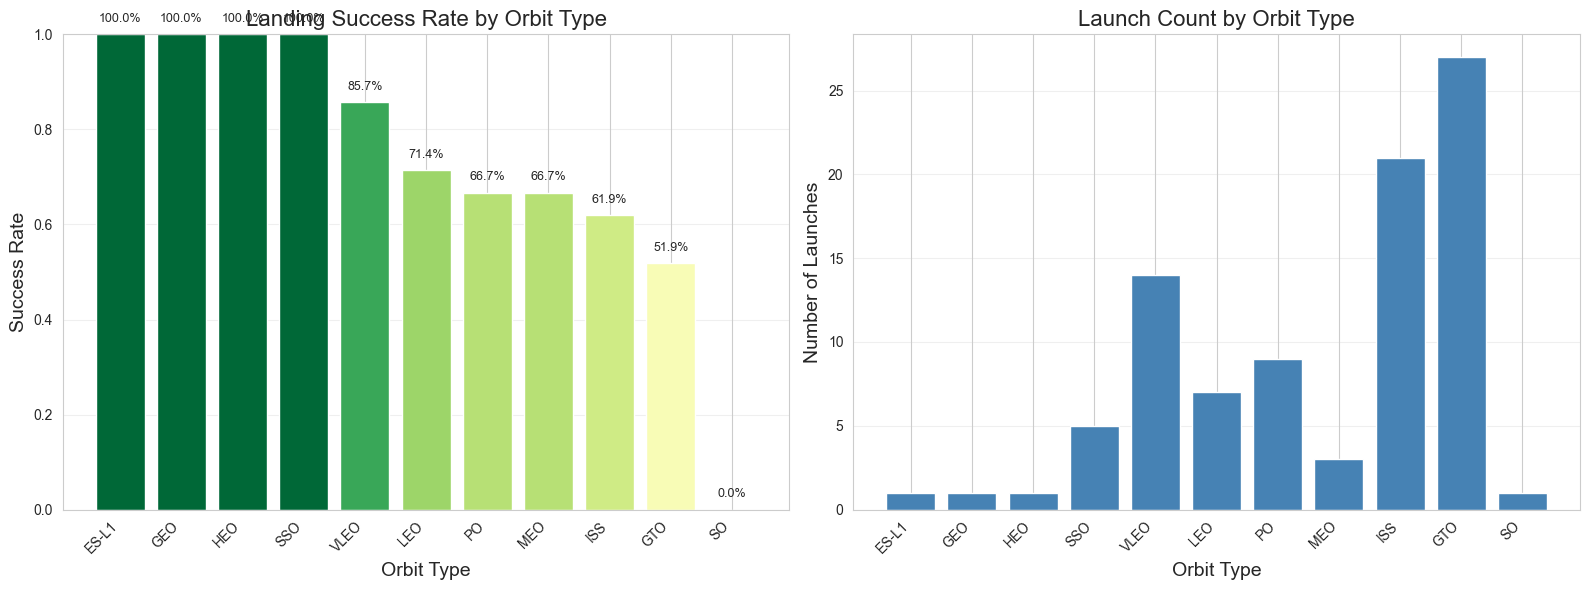 Landing Success Rate by Orbit Type
100.0%
100.0%
100.0%
100.0%
85.7%
71.4%
66.7%
66.7%
61.9%
51.9%
0.0%
Success Rate
1.0
0.8
0.6
0.4
0.2
0.0
ES-L1
GEO
HEO
SSO
VLEO
LEO
PO
MEO
ISS
GTO
SO
Orbit Type
Launch Count by Orbit Type
Number of Launches
25
20
15
10
5
0
ES-L1
GEO
HEO
SSO
VLEO
LEO
PO
MEO
ISS
GTO
SO
Orbit Type